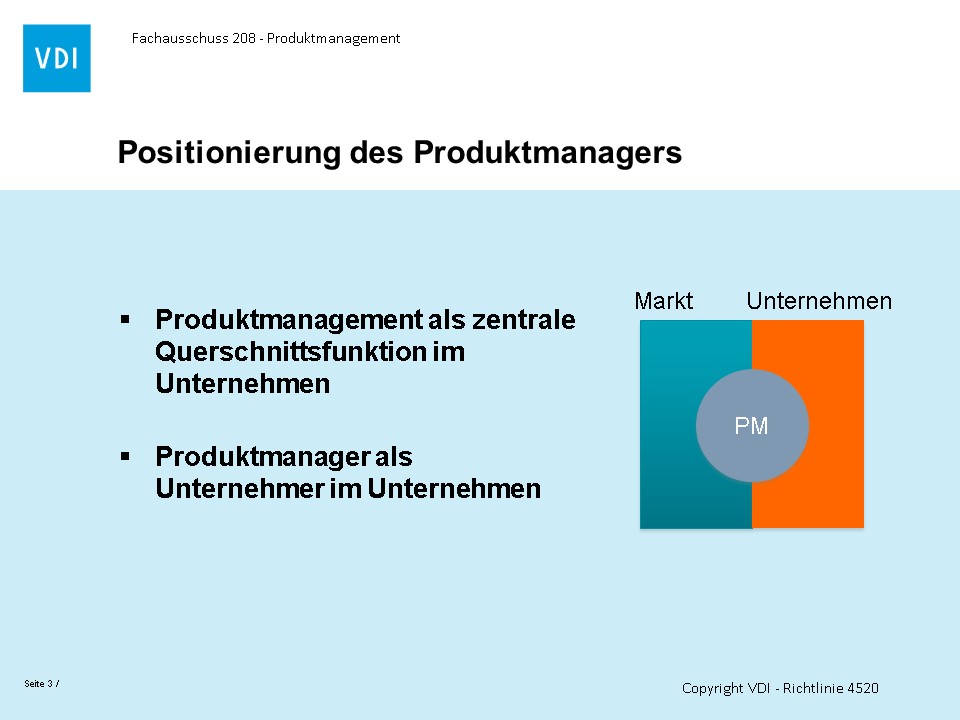 VDI
Fachausschuss 208 - Produktmanagement
Positionierung des Produktmanagers
▪ Produktmanagement als zentrale
Querschnittsfunktion im
Unternehmen
▪ Produktmanager als
Unternehmer im Unternehmen
Markt Unternehmen
PM
Seite 3 /
Copyright VDI - Richtlinie 4520